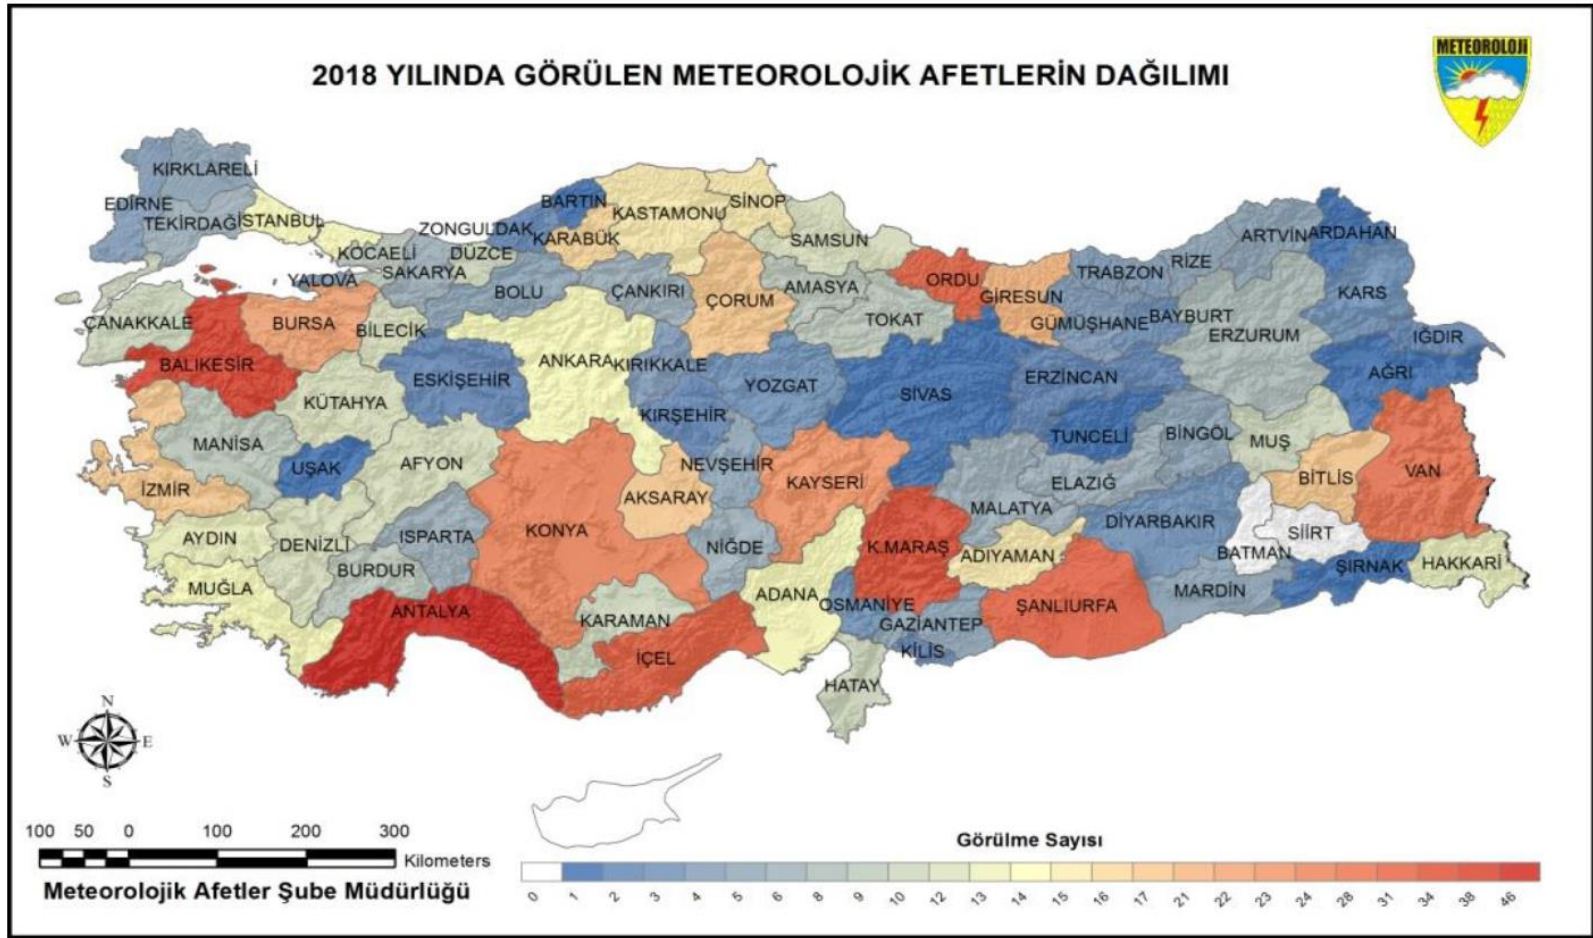 METEOROLOJI
2018 YILINDA GÖRÜLEN METEOROLOJİK AFETLERİN DAĞILIMI
KIRKLARELİ
EDİRNE
TEKİRDAĞ
İSTANBUL
KOCAELİ
YALOVA
SAKARYA
DÜZCE
ZONGULDAK
BARTIN
KARABÜK
KASTAMONU
SİNOP
SAMSUN
ORDU
GİRESUN
TRABZON
RİZE
ARTVİN
ARDAHAN
KARS
IĞDIR
AĞRI
ERZURUM
BAYBURT
GÜMÜŞHANE
ERZİNCAN
TUNCELİ
BİNGÖL
MUŞ
BİTLİS
VAN
HAKKARİ
ŞIRNAK
SİİRT
BATMAN
MARDİN
DİYARBAKIR
ELAZIĞ
MALATYA
ADIYAMAN
ŞANLIURFA
GAZİANTEP
KİLİS
OSMANİYE
HATAY
K.MARAŞ
ADANA
İÇEL
KARAMAN
NİĞDE
KAYSERİ
SİVAS
TOKAT
AMASYA
ÇORUM
YOZGAT
ÇANKIRI
BOLU
ANKARA
KIRIKKALE
KIRŞEHİR
NEVŞEHİR
AKSARAY
KONYA
ESKİŞEHİR
BİLECİK
BURSA
ÇANAKKALE
BALIKESİR
KÜTAHYA
MANİSA
UŞAK
AFYON
İZMİR
AYDIN
DENİZLİ
MUĞLA
BURDUR
ISPARTA
ANTALYA
N
W E
S
100 50 0 100 200 300
Kilometers
Meteorolojik Afetler Şube Müdürlüğü
Görülme Sayısı
0 1 2 3 4 5 6 8 9 10 12 13 14 15 16 17 21 22 23 24 28 31 34 38 46